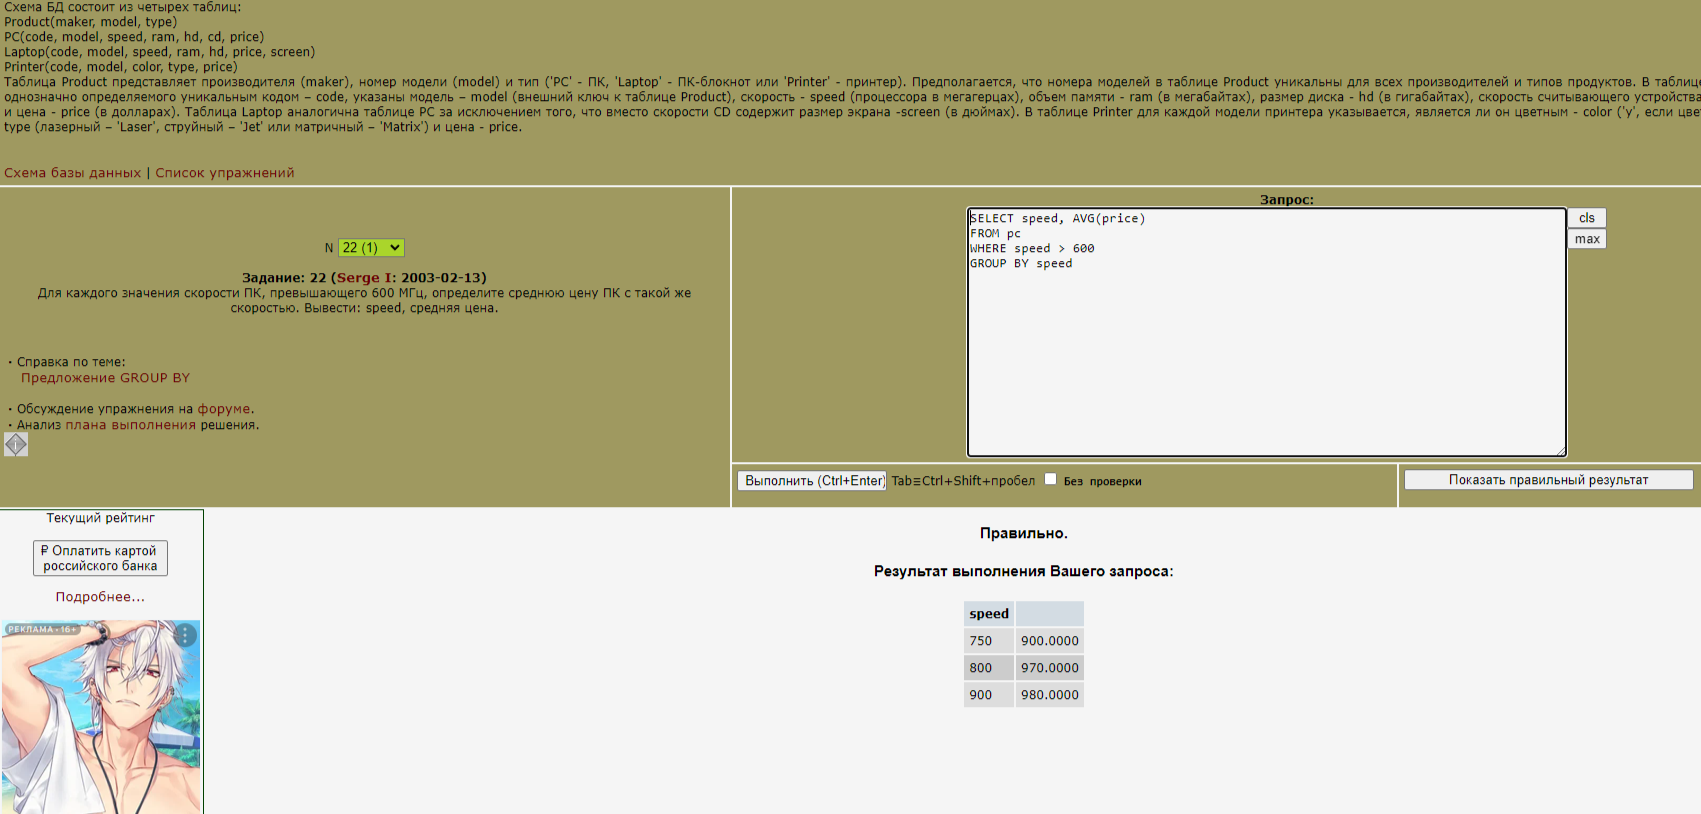 Схема БД состоит из четырех таблиц:
Product(maker, model, type)
PC(code, model, speed, ram, hd, cd, price)
Laptop(code, model, speed, ram, hd, price, screen)
Printer(code, model, color, type, price)
Таблица Product представляет производителя (maker), номер модели (model) и тип ('PC' - ПК, 'Laptop' - ПК-блокнот или 'Printer' - принтер). Предполагается, что номера моделей в таблице Product уникальны для всех производителей и типов продуктов. В таблице
однозначно определяемого уникальным кодом – code, указаны модель – model (внешний ключ к таблице Product), скорость - speed (процессора в мегагерцах), объем памяти - ram (в мегабайтах), размер диска - hd (в гигабайтах), скорость считывающего устройства
и цена - price (в долларах). Таблица Laptop аналогична таблице PC за исключением того, что вместо скорости CD содержит размер экрана -screen (в дюймах). В таблице Printer для каждой модели принтера указывается, является ли он цветным - color ('y', если цве
type (лазерный – 'Laser', струйный – 'Jet' или матричный – 'Matrix') и цена - price.
Схема базы данных | Список упражнений
N 22 (1)
Задание: 22 (Serge I: 2003-02-13)
Для каждого значения скорости ПК, превышающего 600 МГц, определите среднюю цену ПК с такой же
скоростью. Вывести: speed, средняя цена.
· Справка по теме:
Предложение GROUP BY
· Обсуждение упражнения на форуме.
· Анализ плана выполнения решения.
Запрос:
SELECT speed, AVG(price)
FROM pc
WHERE speed > 600
GROUP BY speed
cls
max
Выполнить (Ctrl+Enter) Tab≡Ctrl+Shift+пробел Без проверки
Показать правильный результат
Текущий рейтинг
₽ Оплатить картой
российского банка
Подробнее...
РЕКЛАМА • 16+
Правильно.
Результат выполнения Вашего запроса:
speed
750 900.0000
800 970.0000
900 980.0000